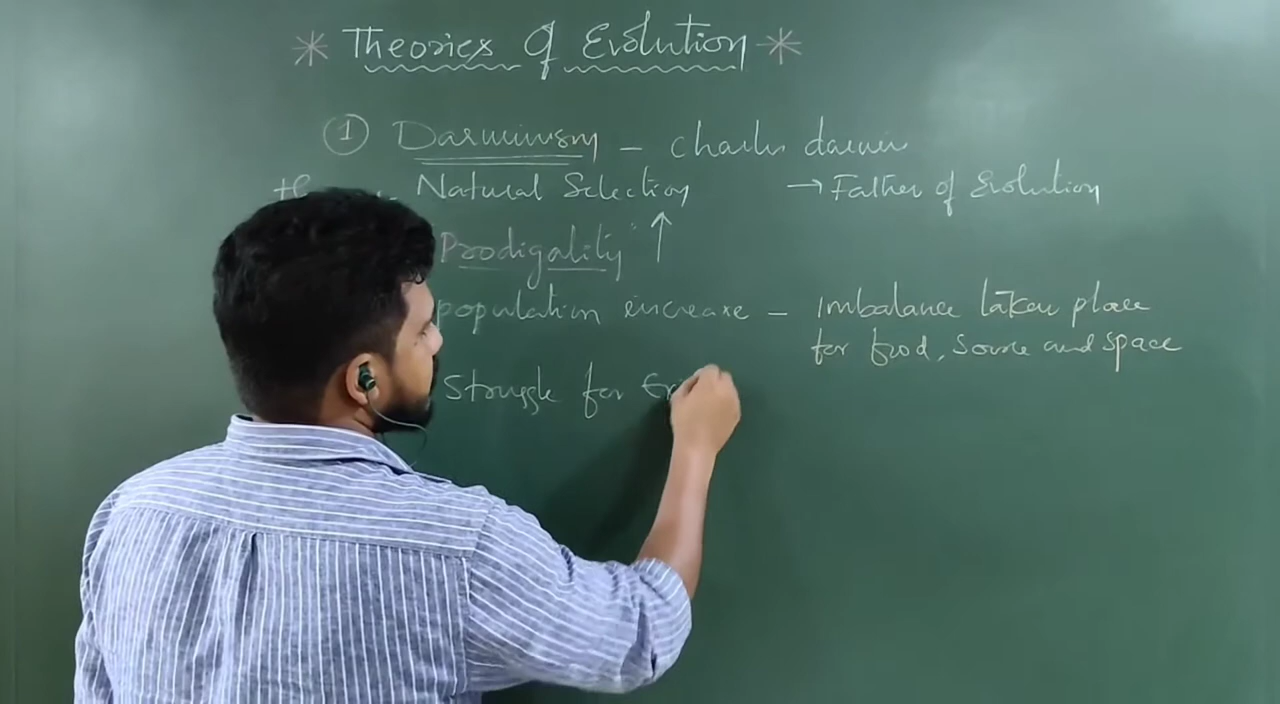 * Theories Of Evolution *
① Darwinism - Charles darwin
Natural Selection → Father of Evolution
Prodigality" ↑
population increase - Imbalance taken place
for food, Source and space
Struggle for